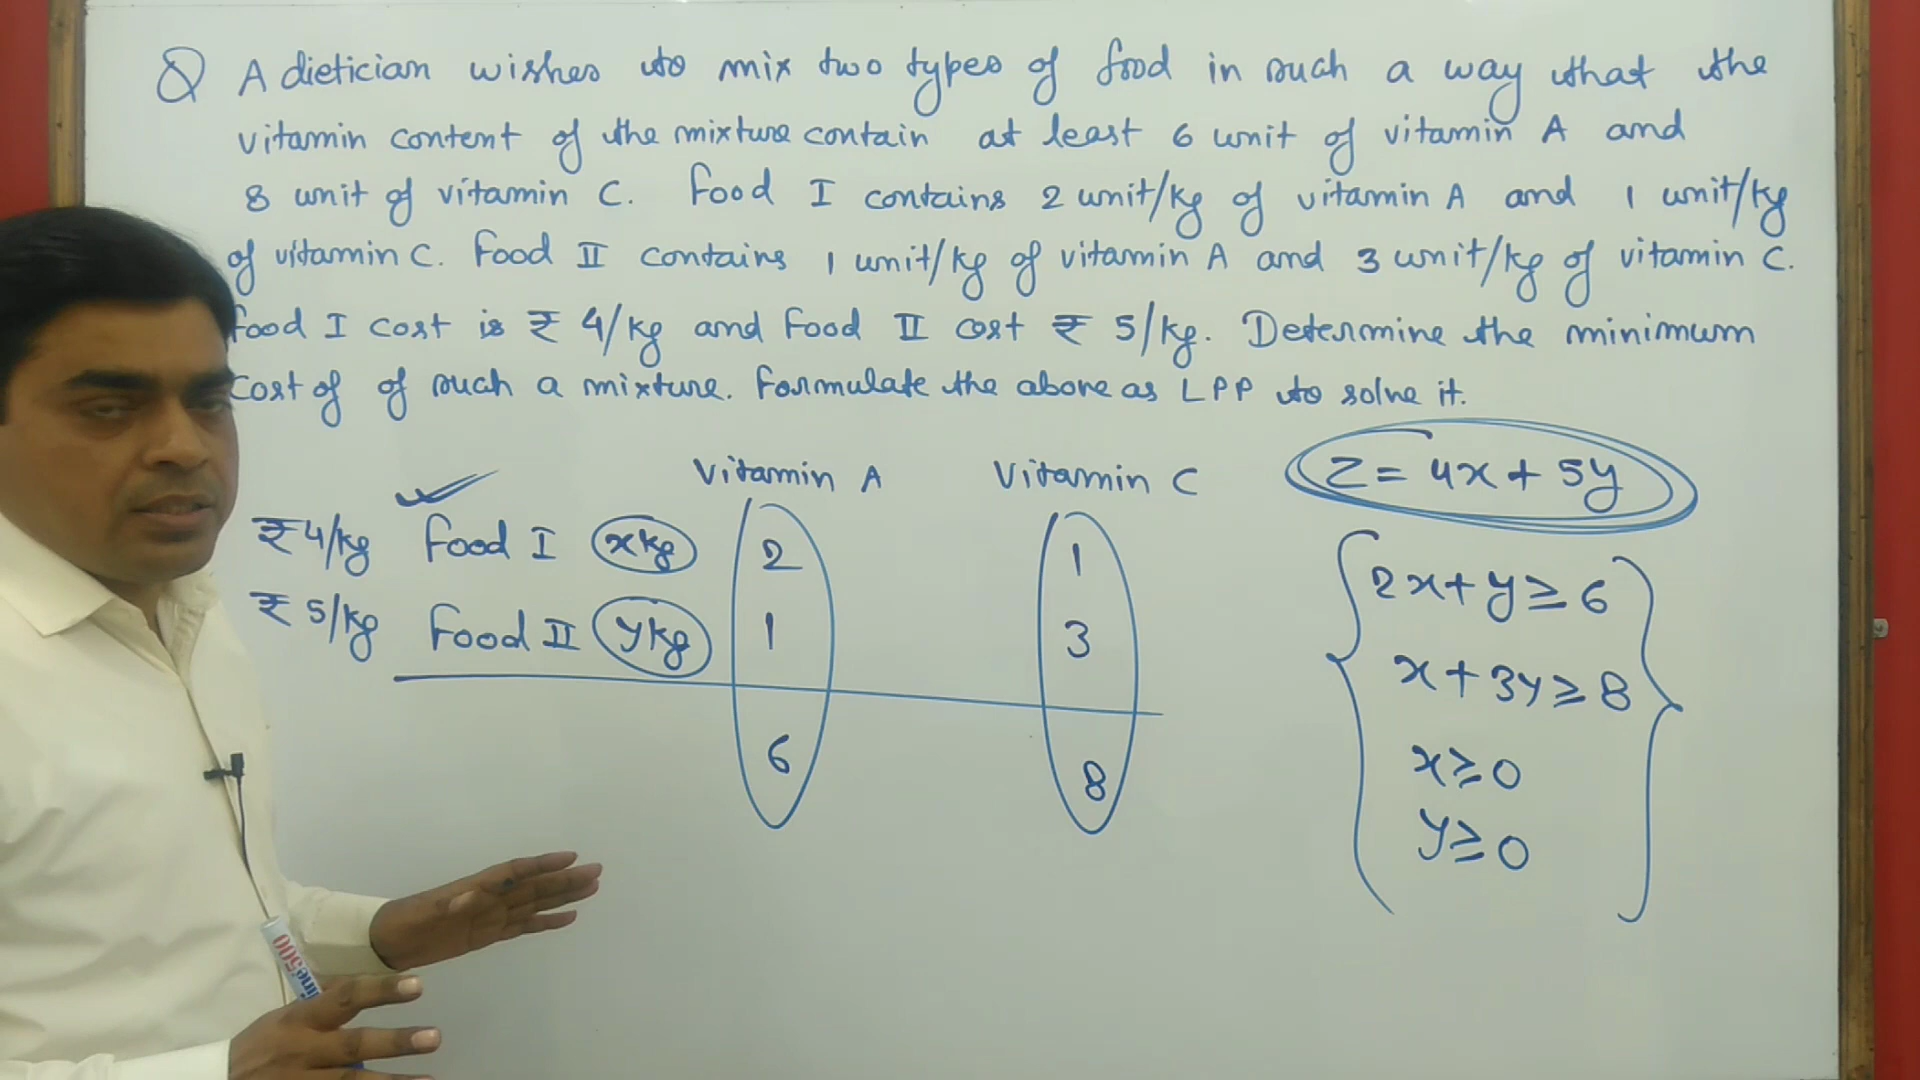 Q A dietician wishes to mix two types of food in such a way that the
vitamin content of the mixture contain at least 6 unit of vitamin A and
8 unit of vitamin C. Food I contains 2 unit/kg of vitamin A and 1 unit/kg
of vitamin C. Food II contains 1 unit/kg of vitamin A and 3 unit/kg of vitamin C.
Food I cost is ₹ 4/kg and Food II cost ₹ 5/kg. Determine the minimum
cost of of such a mixture. Formulate the above as LPP to solve it.
Vitamin A Vitamin C Z = 4x + 5y
₹ 4/kg Food I x kg 2 1
2x + y ≥ 6
₹ 5/kg Food II y kg 1 3
x + 3y ≥ 8
6 8
x ≥ 0
y ≥ 0
ine500